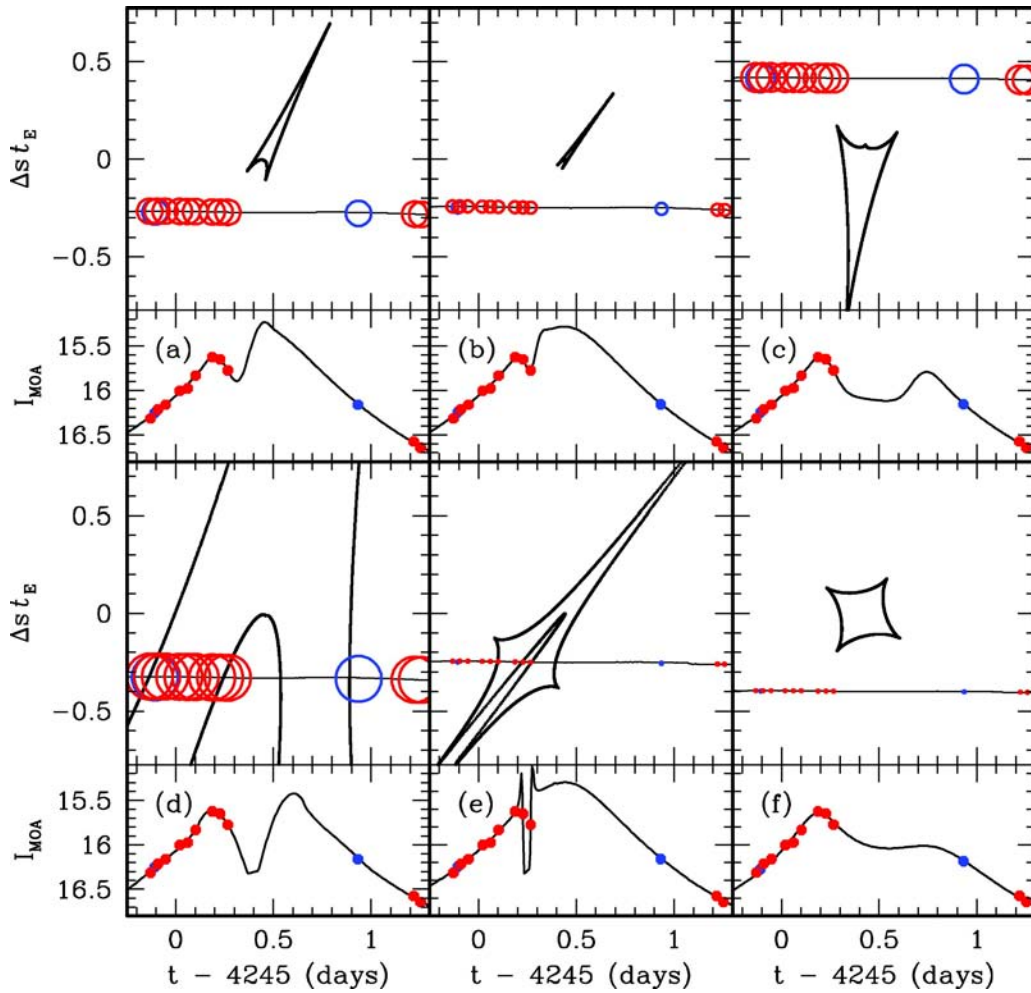 Δs t_E
0.5
0
-0.5
I_MOA
15.5
16
16.5
(a)
(b)
(c)
Δs t_E
0.5
0
-0.5
I_MOA
15.5
16
16.5
(d)
(e)
(f)
0 0.5 1
0 0.5 1
0 0.5 1
t - 4245 (days)
t - 4245 (days)
t - 4245 (days)